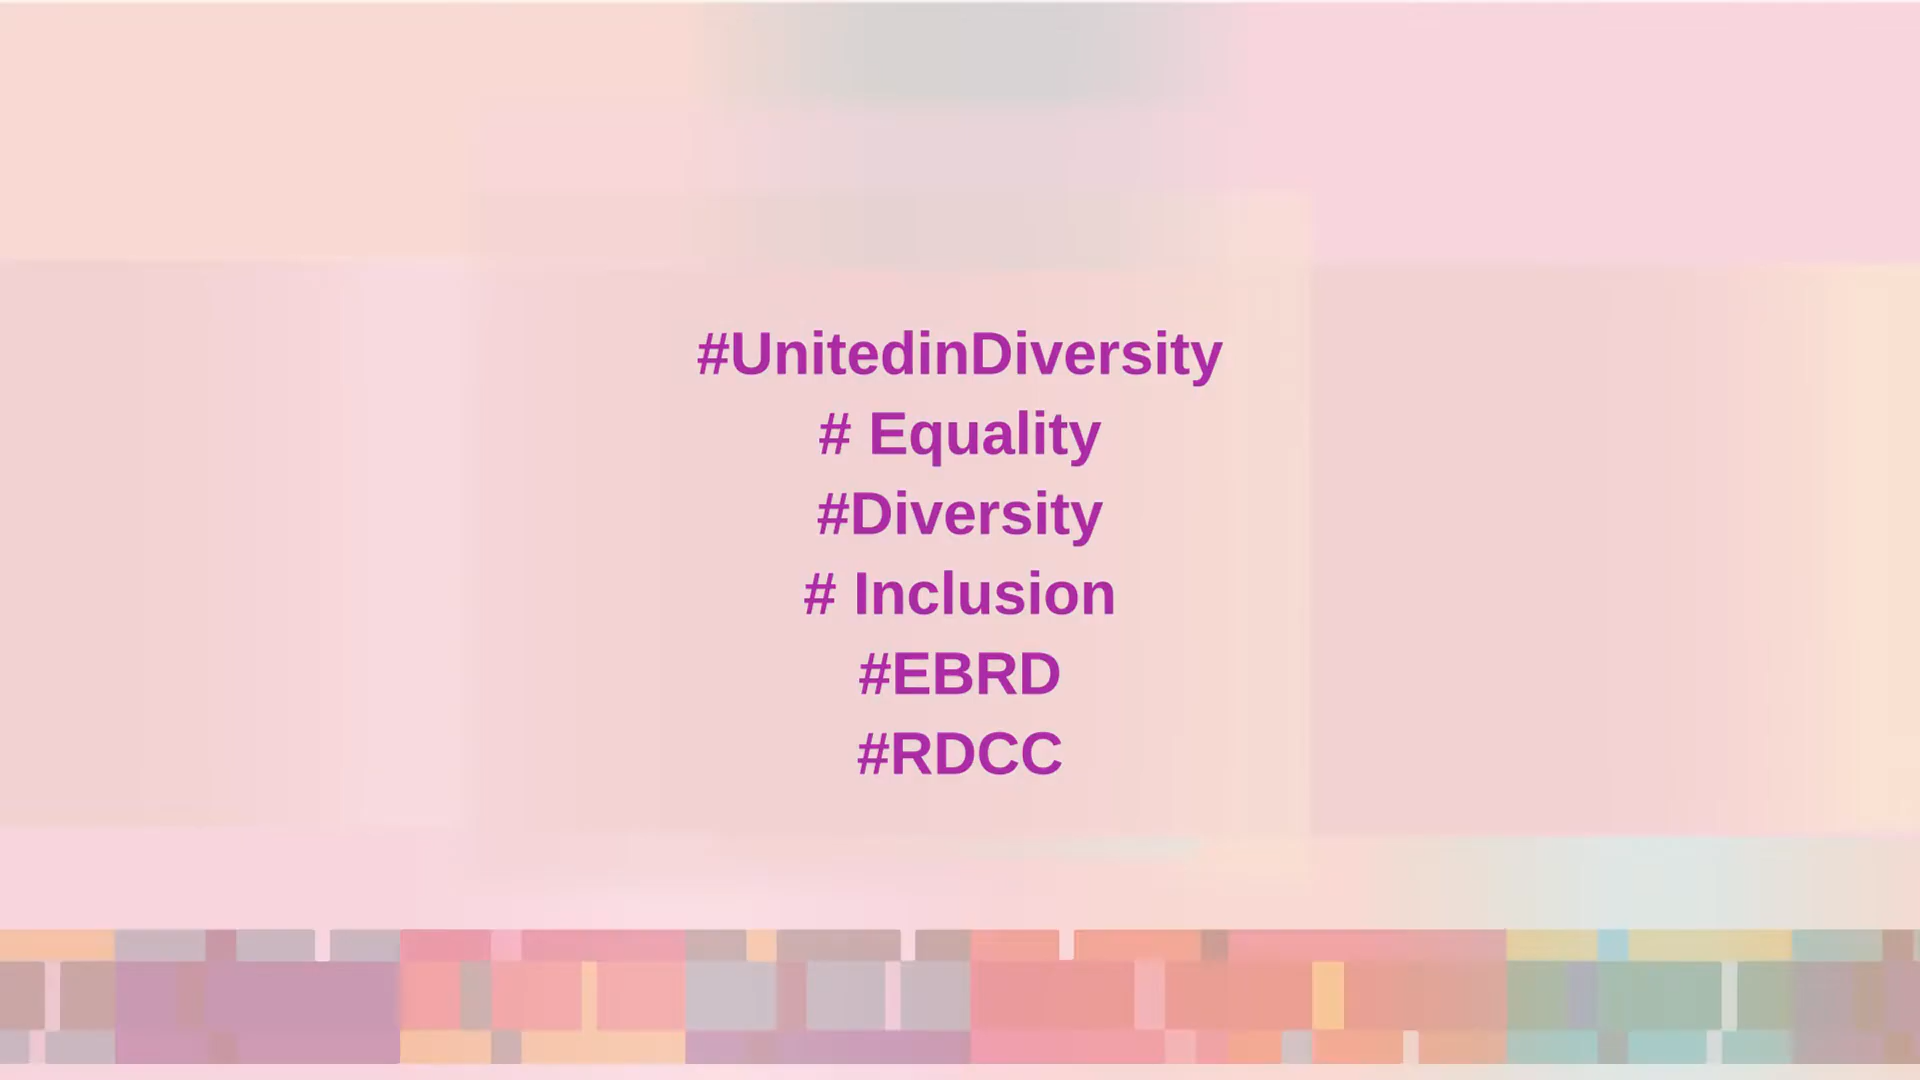 #UnitedinDiversity
# Equality
#Diversity
# Inclusion
#EBRD
#RDCC